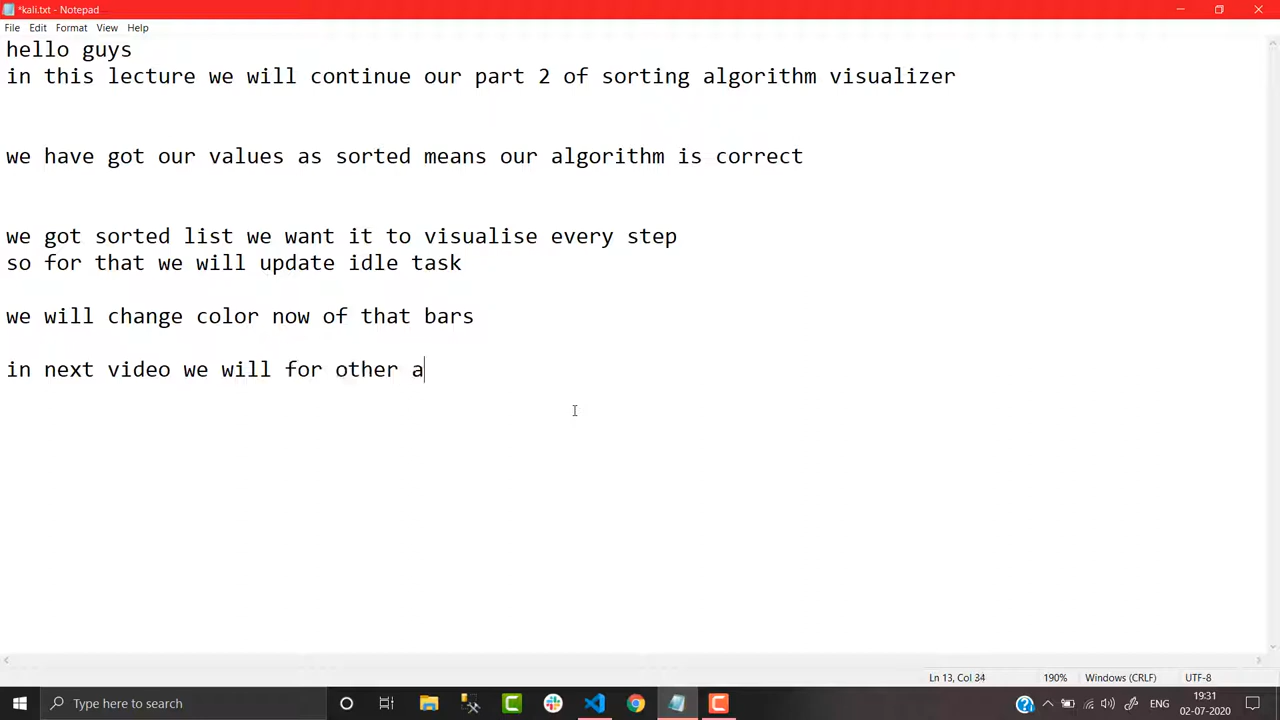 *kali.txt - Notepad
File Edit Format View Help
hello guys
in this lecture we will continue our part 2 of sorting algorithm visualizer
we have got our values as sorted means our algorithm is correct
we got sorted list we want it to visualise every step
so for that we will update idle task
we will change color now of that bars
in next video we will for other a
Ln 13, Col 34 190% Windows (CRLF) UTF-8
Type here to search
ENG
19:31
02-07-2020